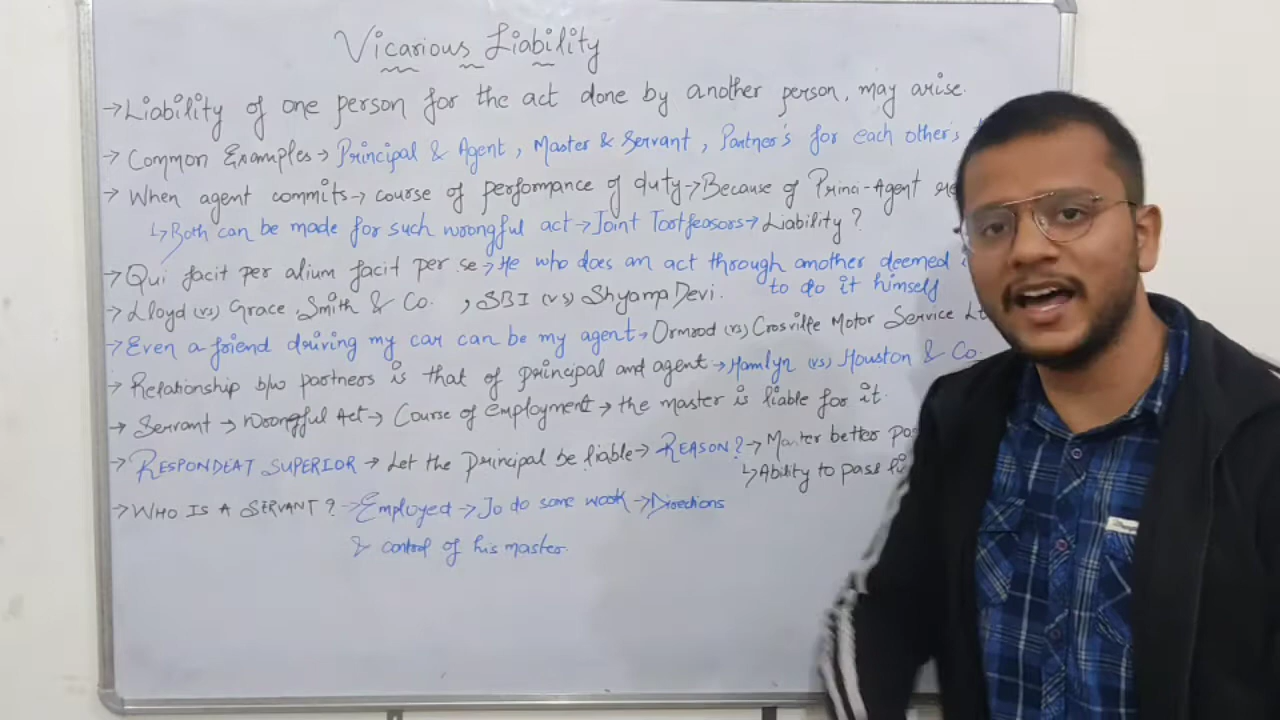 Vicarious Liability
→ Liability of one person for the act done by another person, may arise.
→ Common Examples → Principal & Agent, Master & Servant, Partner's for each other's
→ When agent commits → course of performance of duty → Because of Princi-Agent
↳ Both can be made for such wrongful act → Joint Tortfeasors → Liability?
→ Qui facit per alium facit per se → He who does an act through another deemed
to do it himself
→ Lloyd (vs) Grace Smith & Co. , SBI (vs) Shyama Devi.
→ Even a friend driving my car can be my agent → Ormrod (vs) Crosville Motor Service
→ Relationship b/w partners is that of principal and agent → Hamlyn (vs) Houston & Co.
→ Servant → Wrongful Act → Course of employment → the master is liable for it.
→ RESPONDEAT SUPERIOR → Let the principal be liable → REASON? → Master better
↳ Ability to pass
→ WHO IS A SERVANT? → Employed → To do some work → Directions
& control of his master.